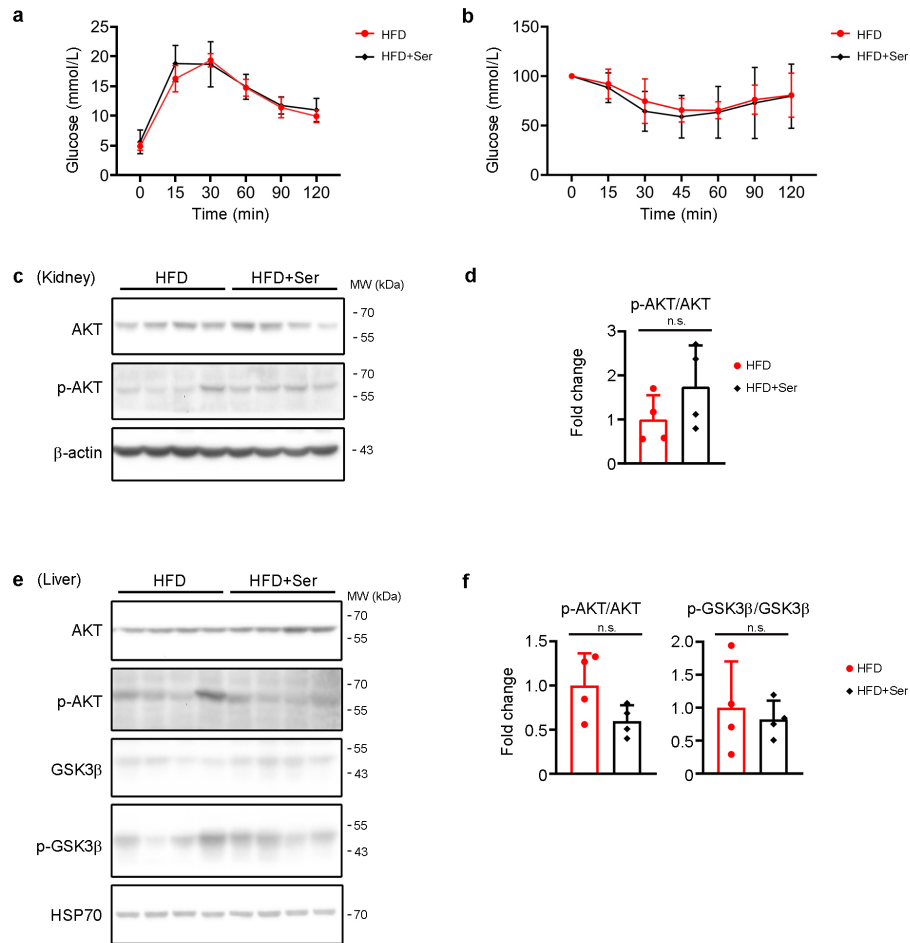 a
25
20
15
10
5
0
Glucose (mmol/L)
0 15 30 60 90 120
Time (min)
HFD
HFD+Ser
b
150
100
50
0
Glucose (mmol/L)
0 15 30 45 60 90 120
Time (min)
HFD
HFD+Ser
c (Kidney) HFD HFD+Ser MW (kDa)
AKT
- 70
- 55
p-AKT
- 70
- 55
β-actin
- 43
d
p-AKT/AKT
n.s.
3
2
1
0
Fold change
HFD
HFD+Ser
e (Liver) HFD HFD+Ser MW (kDa)
AKT
- 70
- 55
p-AKT
- 70
- 55
GSK3β
- 55
- 43
p-GSK3β
- 55
- 43
HSP70
- 70
f
p-AKT/AKT
n.s.
1.5
1.0
0.5
0
Fold change
p-GSK3β/GSK3β
n.s.
2.0
1.5
1.0
0.5
0
HFD
HFD+Ser